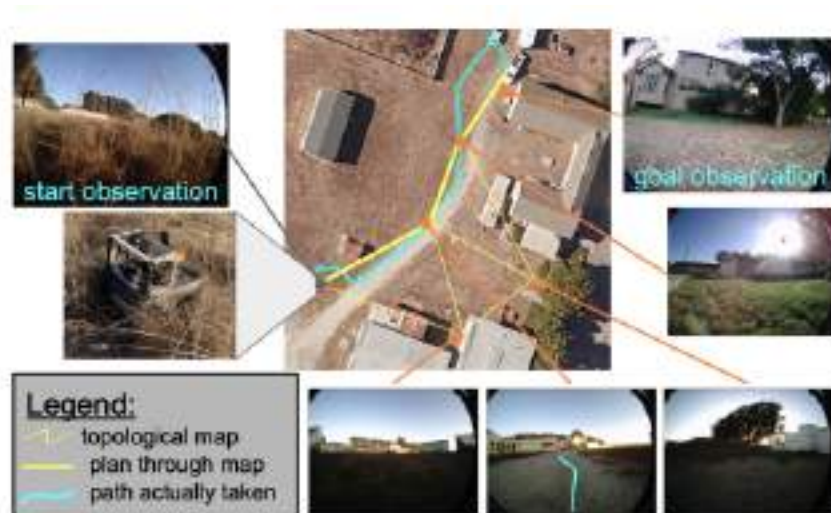 start observation
goal observation
Legend:
topological map
plan through map
path actually taken